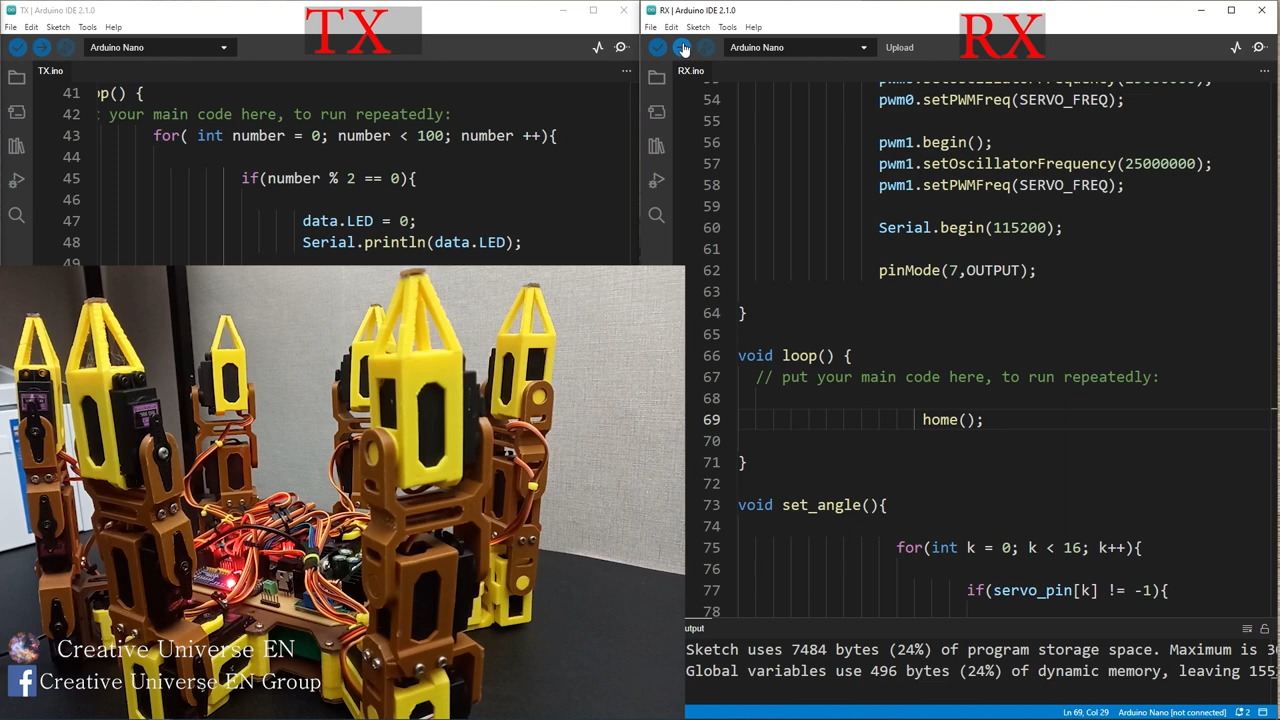 TX | Arduino IDE 2.1.0
TX
File Edit Sketch Tools Help
Arduino Nano
TX.ino
41 op() {
42 t your main code here, to run repeatedly:
43 for( int number = 0; number < 100; number ++){
44
45 if(number % 2 == 0){
46
47 data.LED = 0;
48 Serial.println(data.LED);
49
RX | Arduino IDE 2.1.0
RX
File Edit Sketch Tools Help
Arduino Nano
Upload
RX.ino
54 pwm0.setPWMFreq(SERVO_FREQ);
55
56 pwm1.begin();
57 pwm1.setOscillatorFrequency(25000000);
58 pwm1.setPWMFreq(SERVO_FREQ);
59
60 Serial.begin(115200);
61
62 pinMode(7,OUTPUT);
63
64 }
65
66 void loop() {
67 // put your main code here, to run repeatedly:
68
69 home();
70
71 }
72
73 void set_angle(){
74
75 for(int k = 0; k < 16; k++){
76
77 if(servo_pin[k] != -1){
78
utput
Sketch uses 7484 bytes (24%) of program storage space. Maximum is 30
Global variables use 496 bytes (24%) of dynamic memory, leaving 155
Ln 69, Col 29 Arduino Nano [not connected] 2
Creative Universe EN
Creative Universe EN Group